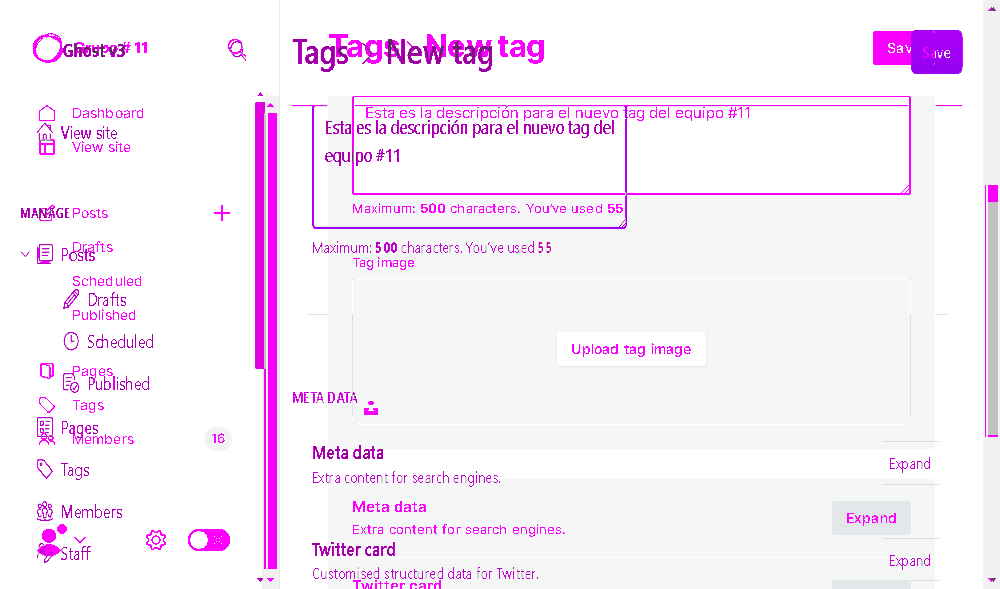 Grupo # 11
Ghost v3
Tags > New tag
Tags > New tag
Save
Save
Dashboard
View site
View site
MANAGE
Posts
Drafts
Posts
Scheduled
Drafts
Published
Scheduled
Pages
Published
Tags
Pages
Members
16
Tags
Members
Staff
Esta es la descripción para el nuevo tag del equipo #11
Esta es la descripción para el nuevo tag del
equipo #11
Maximum: 500 characters. You've used 55
Maximum: 500 characters. You've used 55
Tag image
Upload tag image
META DATA
Meta data
Expand
Extra content for search engines.
Meta data
Expand
Extra content for search engines.
Twitter card
Expand
Customised structured data for Twitter.
Twitter card